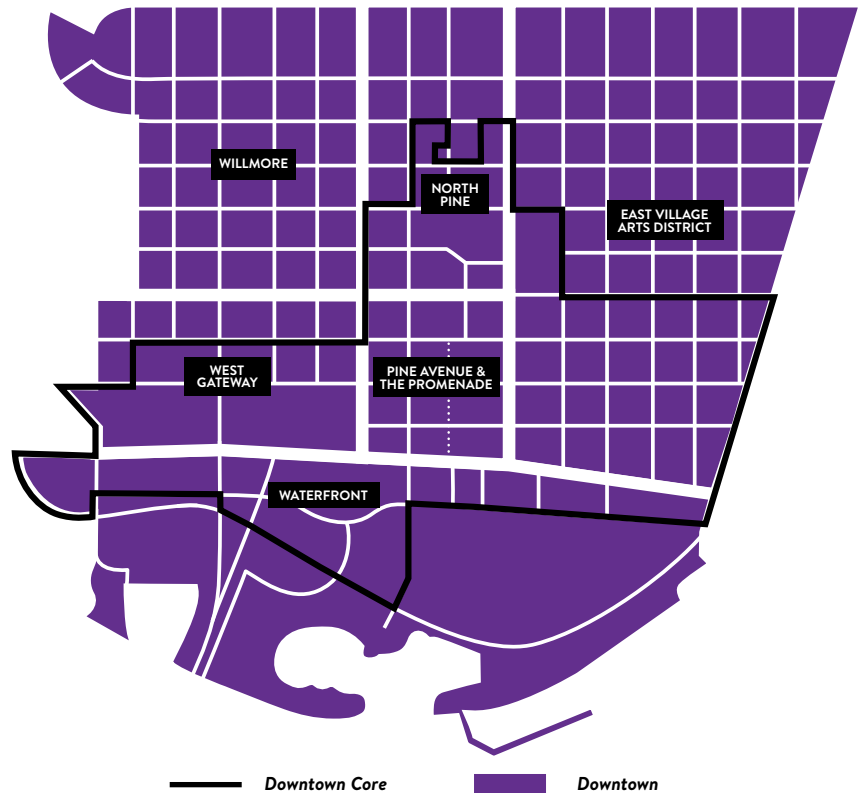 WILLMORE
NORTH
PINE
EAST VILLAGE
ARTS DISTRICT
WEST
GATEWAY
PINE AVENUE &
THE PROMENADE
WATERFRONT
Downtown Core
Downtown